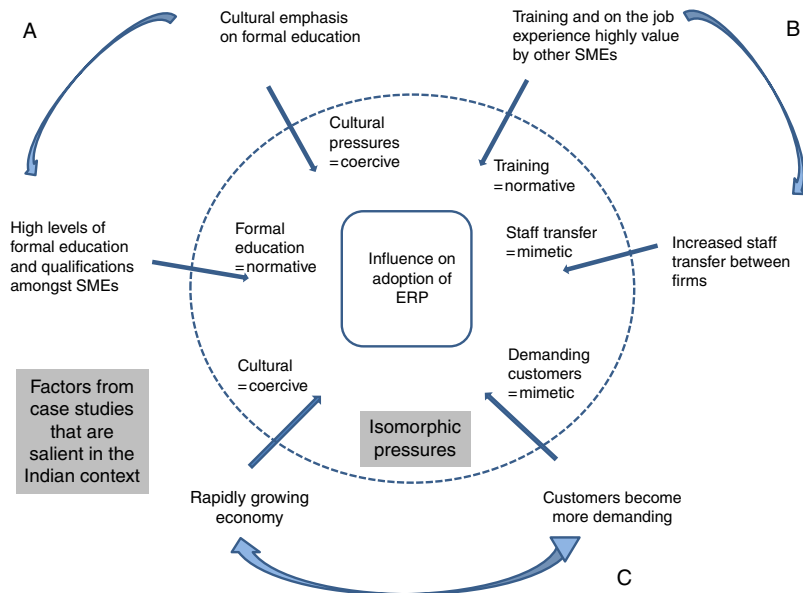 A
Cultural emphasis
on formal education
Training and on the job
experience highly value
by other SMEs
B
Cultural
pressures
=coercive
Training
=normative
High levels of
formal education
and qualifications
amongst SMEs
Formal
education
=normative
Influence on
adoption of
ERP
Staff transfer
=mimetic
Increased staff
transfer between
firms
Cultural
=coercive
Demanding
customers
=mimetic
Factors from
case studies
that are
salient in the
Indian context
Isomorphic
pressures
Rapidly growing
economy
Customers become
more demanding
C